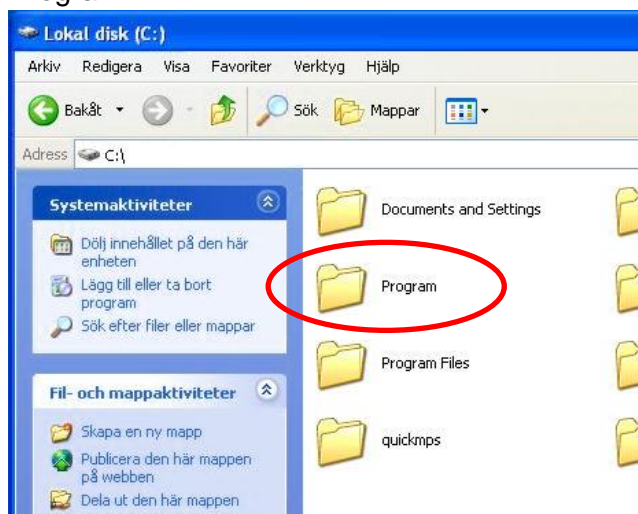 Lokal disk (C:)
Arkiv Redigera Visa Favoriter Verktyg Hjälp
Bakåt Sök Mappar
Adress C:\
Systemaktiviteter
Dölj innehållet på den här
enheten
Lägg till eller ta bort
program
Sök efter filer eller mappar
Fil- och mappaktiviteter
Skapa en ny mapp
Publicera den här mappen
på webben
Dela ut den här mappen
Documents and Settings
Program
Program Files
quickmps